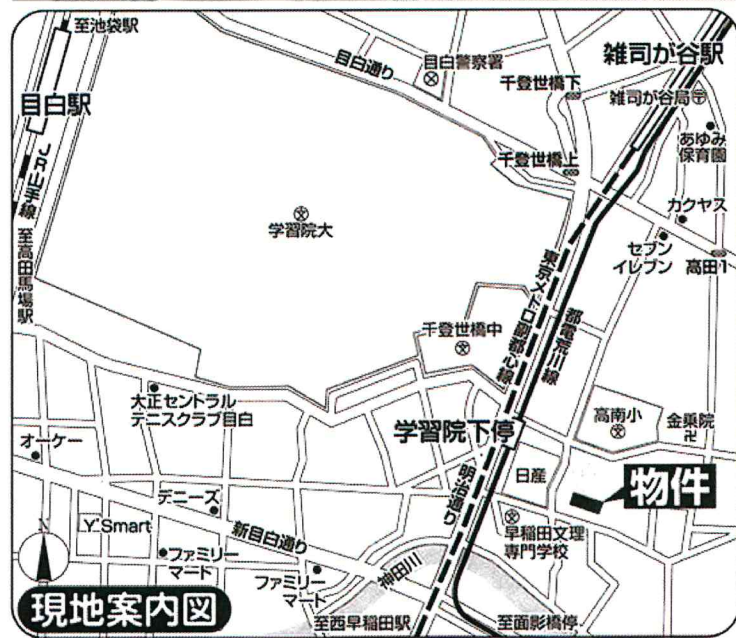 至池袋駅
目白通り
目白警察署
雑司が谷駅
千登世橋下
雑司が谷局
目白駅
あゆみ
保育園
千登世橋上
JR山手線
カクヤス
学習院大
セブン
イレブン
高田1
至高田馬場駅
東京メトロ副都心線
都電荒川線
千登世橋中
大正セントラル
テニスクラブ目白
学習院下停
高南小
金乗院
オーケー
明治通り
日産
物件
デニーズ
Y'Smart
新目白通り
早稲田文理
専門学校
ファミリー
マート
ファミリー
マート
神田川
N
現地案内図
至西早稲田駅
至面影橋停